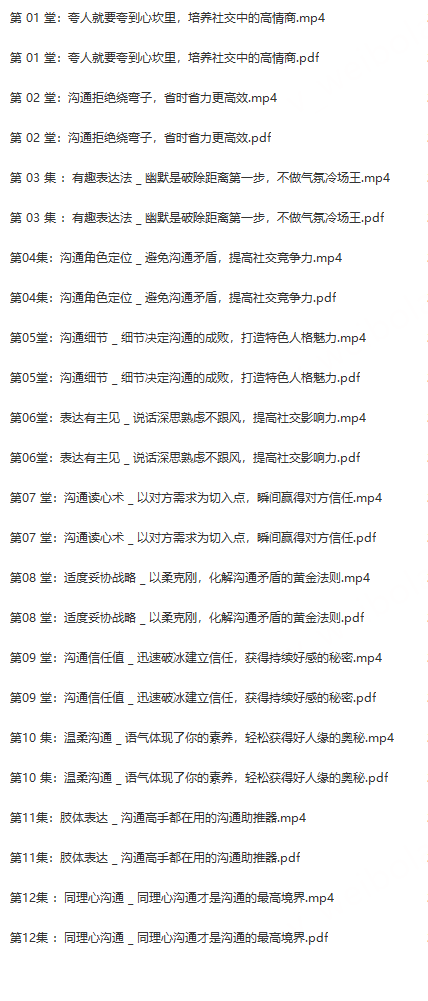 第 01 堂：夸人就要夸到心坎里，培养社交中的高情商.mp4
第 01 堂：夸人就要夸到心坎里，培养社交中的高情商.pdf
第 02 堂：沟通拒绝绕弯子，省时省力更高效.mp4
第 02 堂：沟通拒绝绕弯子，省时省力更高效.pdf
第 03 集 ：有趣表达法 _ 幽默是破除距离第一步，不做气氛冷场王.mp4
第 03 集 ：有趣表达法 _ 幽默是破除距离第一步，不做气氛冷场王.pdf
第04集：沟通角色定位 _ 避免沟通矛盾，提高社交竞争力.mp4
第04集：沟通角色定位 _ 避免沟通矛盾，提高社交竞争力.pdf
第05堂：沟通细节 _ 细节决定沟通的成败，打造特色人格魅力.mp4
第05堂：沟通细节 _ 细节决定沟通的成败，打造特色人格魅力.pdf
第06堂：表达有主见 _ 说话深思熟虑不跟风，提高社交影响力.mp4
第06堂：表达有主见 _ 说话深思熟虑不跟风，提高社交影响力.pdf
第07 堂：沟通读心术 _ 以对方需求为切入点，瞬间赢得对方信任.mp4
第07 堂：沟通读心术 _ 以对方需求为切入点，瞬间赢得对方信任.pdf
第08 堂：适度妥协战略 _ 以柔克刚，化解沟通矛盾的黄金法则.mp4
第08 堂：适度妥协战略 _ 以柔克刚，化解沟通矛盾的黄金法则.pdf
第09 堂：沟通信任值 _ 迅速破冰建立信任，获得持续好感的秘密.mp4
第09 堂：沟通信任值 _ 迅速破冰建立信任，获得持续好感的秘密.pdf
第10 集：温柔沟通 _ 语气体现了你的素养，轻松获得好人缘的奥秘.mp4
第10 集：温柔沟通 _ 语气体现了你的素养，轻松获得好人缘的奥秘.pdf
第11集：肢体表达 _ 沟通高手都在用的沟通助推器.mp4
第11集：肢体表达 _ 沟通高手都在用的沟通助推器.pdf
第12集 ：同理心沟通 _ 同理心沟通才是沟通的最高境界.mp4
第12集 ：同理心沟通 _ 同理心沟通才是沟通的最高境界.pdf